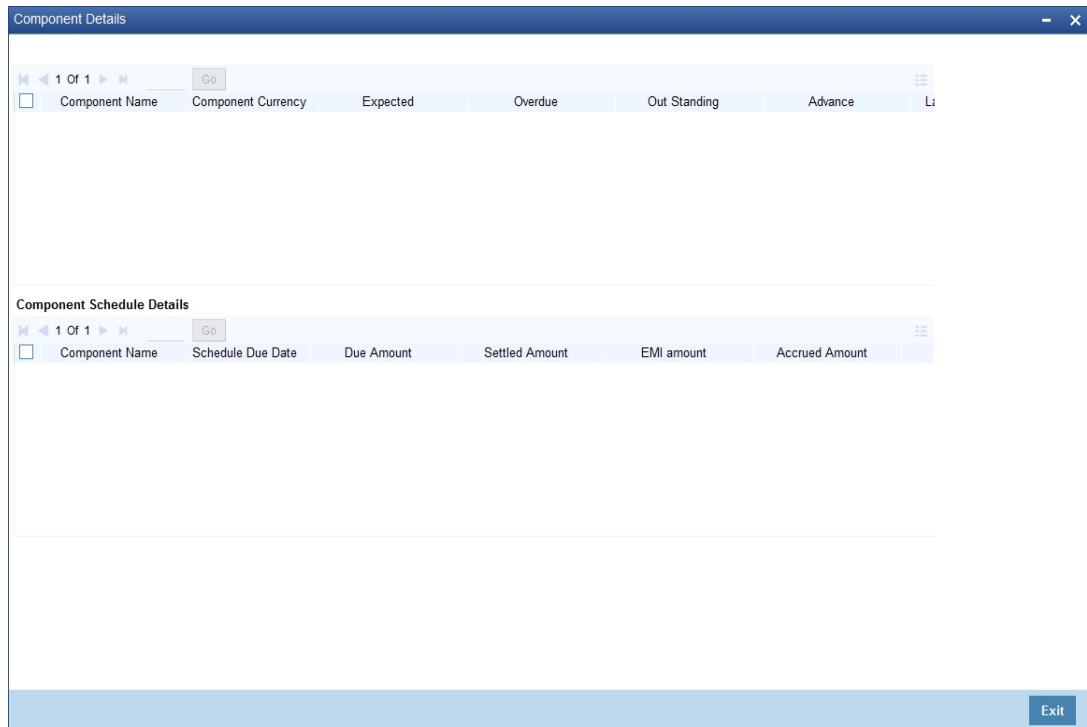 Component Details
1 Of 1 Go
Component Name Component Currency Expected Overdue Out Standing Advance La
Component Schedule Details
1 Of 1 Go
Component Name Schedule Due Date Due Amount Settled Amount EMI amount Accrued Amount
Exit